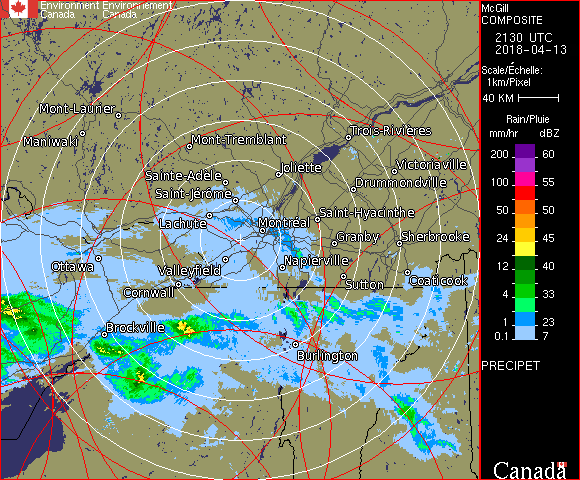 Environment Environnement
Canada Canada
McGill
COMPOSITE
2130 UTC
2018-04-13
Scale/Échelle:
1km/Pixel
40 KM
Rain/Pluie
mm/hr dBZ
200 60
100 55
50 50
24 45
12 40
4 33
1 23
0.1 7
PRECIPET
Canada
Mont-Laurier
Maniwaki
Mont-Tremblant
Trois-Rivières
Sainte-Adèle
Joliette
Victoriaville
Saint-Jérôme
Drummondville
Lachute
Montréal
Saint-Hyacinthe
Granby
Sherbrooke
Ottawa
Valleyfield
Napierville
Cornwall
Sutton
Coaticook
Brockville
Burlington